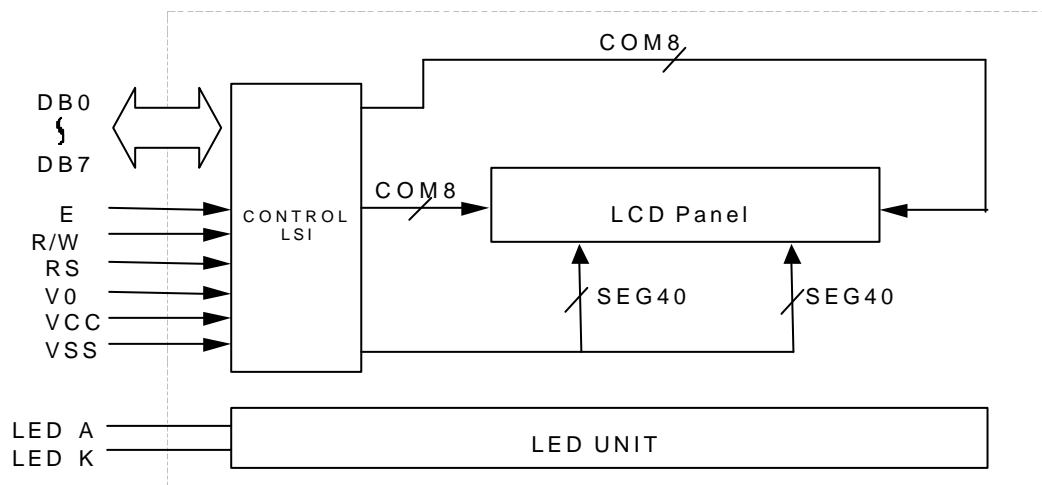 COM8
DB0
DB7
COM8
E
CONTROL
LSI
LCD Panel
R/W
RS
V0
SEG40
SEG40
VCC
VSS
LED A
LED UNIT
LED K